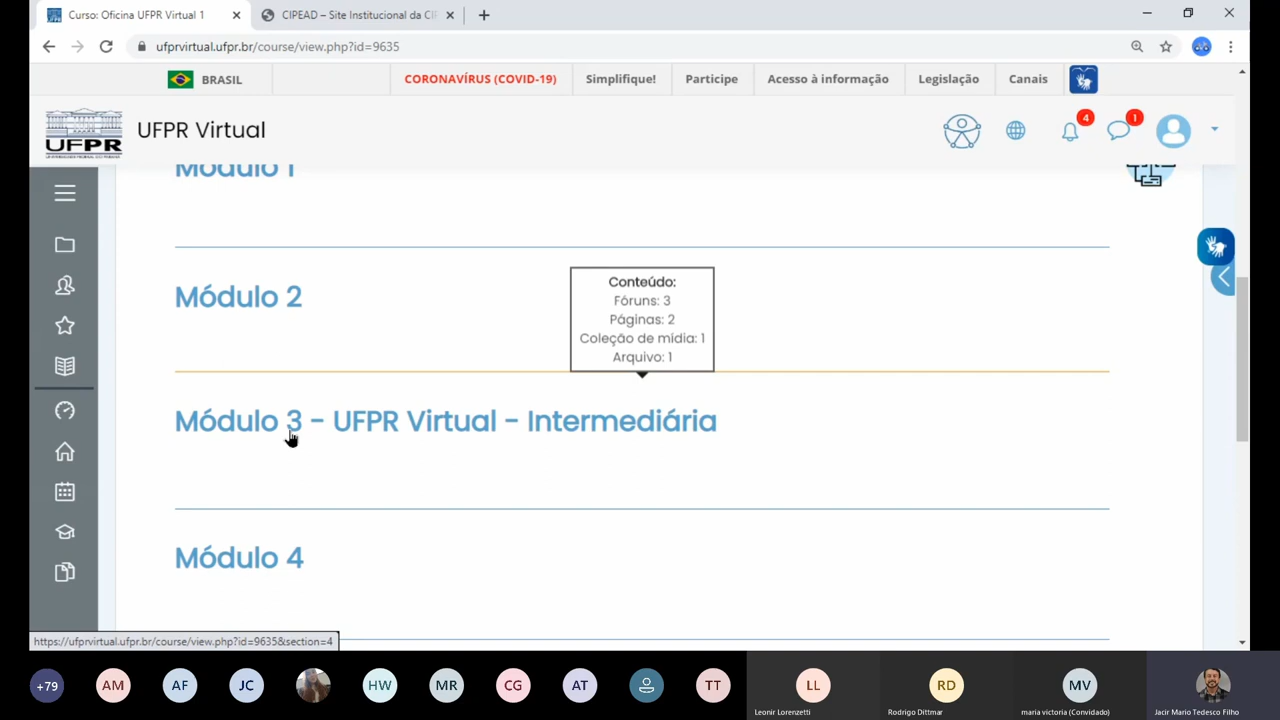 Curso: Oficina UFPR Virtual 1
CIPEAD – Site Institucional da CIF
ufprvirtual.ufpr.br/course/view.php?id=9635
BRASIL
CORONAVÍRUS (COVID-19)
Simplifique!
Participe
Acesso à informação
Legislação
Canais
UFPR
UFPR Virtual
4
1
Módulo 1
Módulo 2
Conteúdo:
Fóruns: 3
Páginas: 2
Coleção de mídia: 1
Arquivo: 1
Módulo 3 - UFPR Virtual - Intermediária
Módulo 4
https://ufprvirtual.ufpr.br/course/view.php?id=9635&section=4
+79
AM
AF
JC
HW
MR
CG
AT
TT
LL
RD
MV
Leonir Lorenzetti
Rodrigo Dittmar
maria victoria (Convidado)
Jacir Mario Tedesco Filho